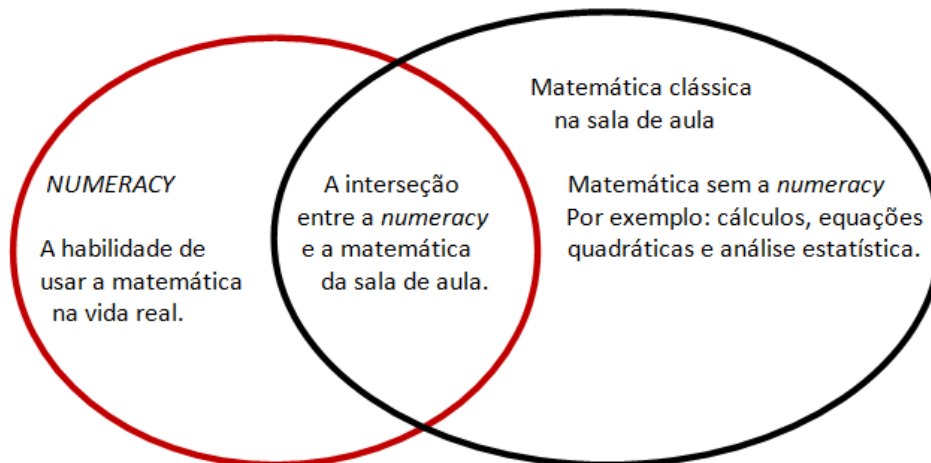 NUMERACY
A habilidade de
usar a matemática
na vida real.
A interseção
entre a numeracy
e a matemática
da sala de aula.
Matemática clássica
na sala de aula
Matemática sem a numeracy
Por exemplo: cálculos, equações
quadráticas e análise estatística.